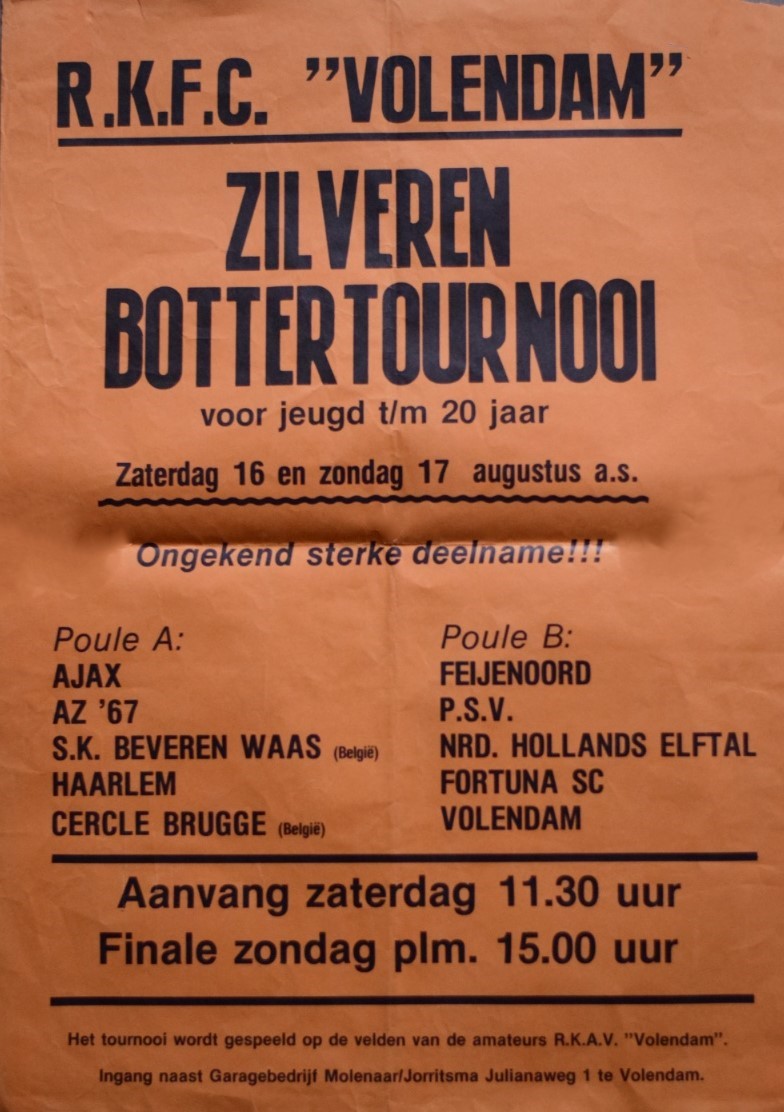 R.K.F.C. "VOLENDAM"
ZILVEREN
BOTTERTOURNOOI
voor jeugd t/m 20 jaar
Zaterdag 16 en zondag 17 augustus a.s.
Ongekend sterke deelname!!!
Poule A:
AJAX
AZ '67
S.K. BEVEREN WAAS (België)
HAARLEM
CERCLE BRUGGE (België)
Poule B:
FEIJENOORD
P.S.V.
NRD. HOLLANDS ELFTAL
FORTUNA SC
VOLENDAM
Aanvang zaterdag 11.30 uur
Finale zondag plm. 15.00 uur
Het tournooi wordt gespeeld op de velden van de amateurs R.K.A.V. "Volendam".
Ingang naast Garagebedrijf Molenaar/Jorritsma Julianaweg 1 te Volendam.